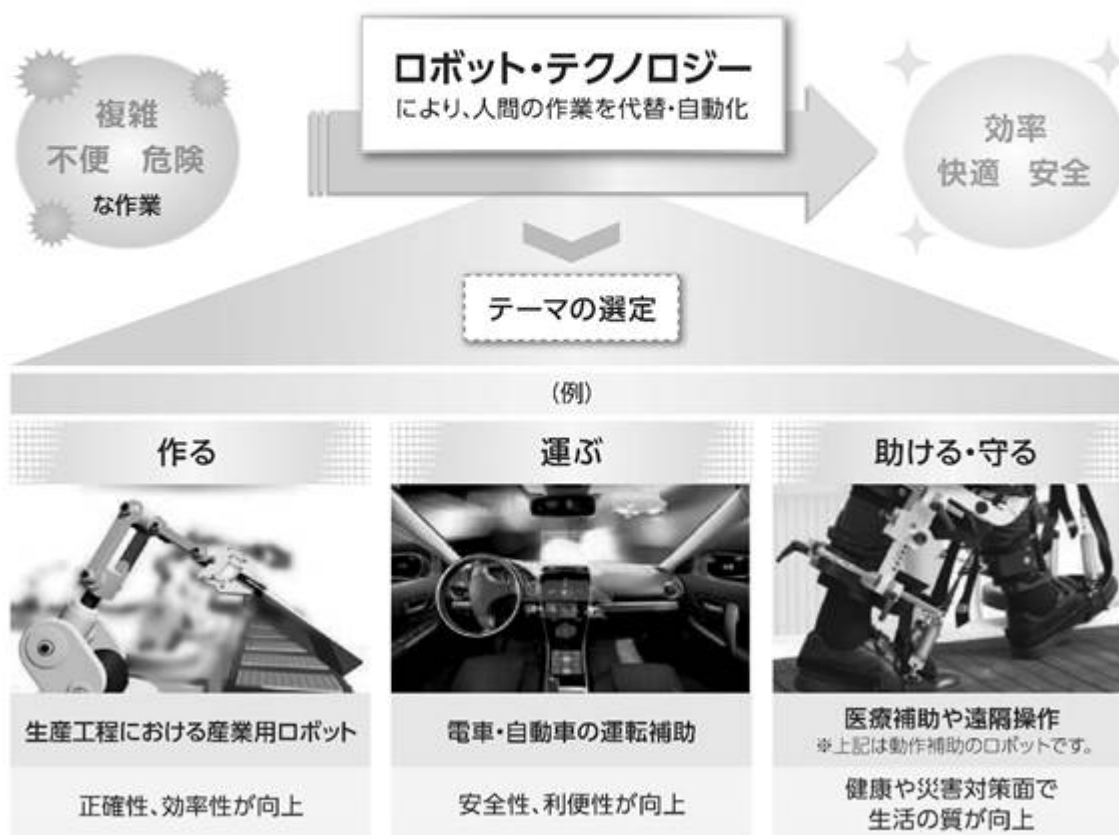 複雑
不便 危険
な作業
ロボット・テクノロジー
により、人間の作業を代替・自動化
効率
快適 安全
テーマの選定
(例)
作る
運ぶ
助ける・守る
生産工程における産業用ロボット
電車・自動車の運転補助
医療補助や遠隔操作
※上記は動作補助のロボットです。
正確性、効率性が向上
安全性、利便性が向上
健康や災害対策面で
生活の質が向上